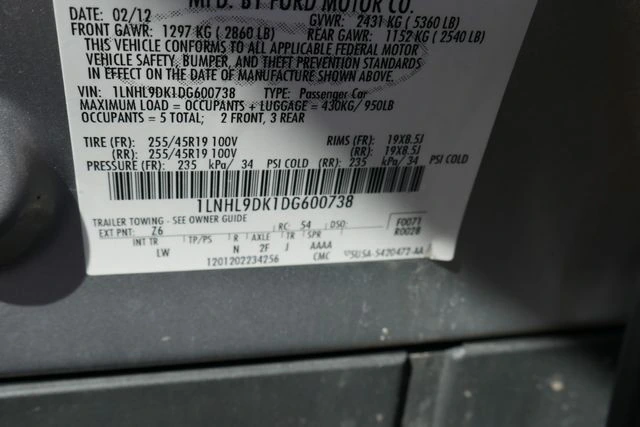 MFD. BY FORD MOTOR CO.
DATE: 02/12 GVWR: 2431 KG (5360 LB)
FRONT GAWR: 1297 KG (2860 LB) REAR GAWR: 1152 KG (2540 LB)
THIS VEHICLE CONFORMS TO ALL APPLICABLE FEDERAL MOTOR
VEHICLE SAFETY, BUMPER, AND THEFT PREVENTION STANDARDS
IN EFFECT ON THE DATE OF MANUFACTURE SHOWN ABOVE.
VIN: 1LNHL9DK1DG600738 TYPE: Passenger Car
MAXIMUM LOAD = OCCUPANTS + LUGGAGE = 430KG/950LB
OCCUPANTS = 5 TOTAL; 2 FRONT, 3 REAR
TIRE (FR): 255/45R19 100V RIMS (FR): 19X8.5J
(RR): 255/45R19 100V (RR): 19X8.5J
PRESSURE (FR): 235 kPa/ 34 PSI COLD (RR): 235 kPa/ 34 PSI COLD
1LNHL9DK1DG600738
TRAILER TOWING - SEE OWNER GUIDE
EXT PNT: Z6 RC: 54 DSO: F0071
R0028
INT TR TP/PS R AXLE TR SPR
LW N 2F J AAAA
1201202234256 CMC 5U5A-5420472-AA